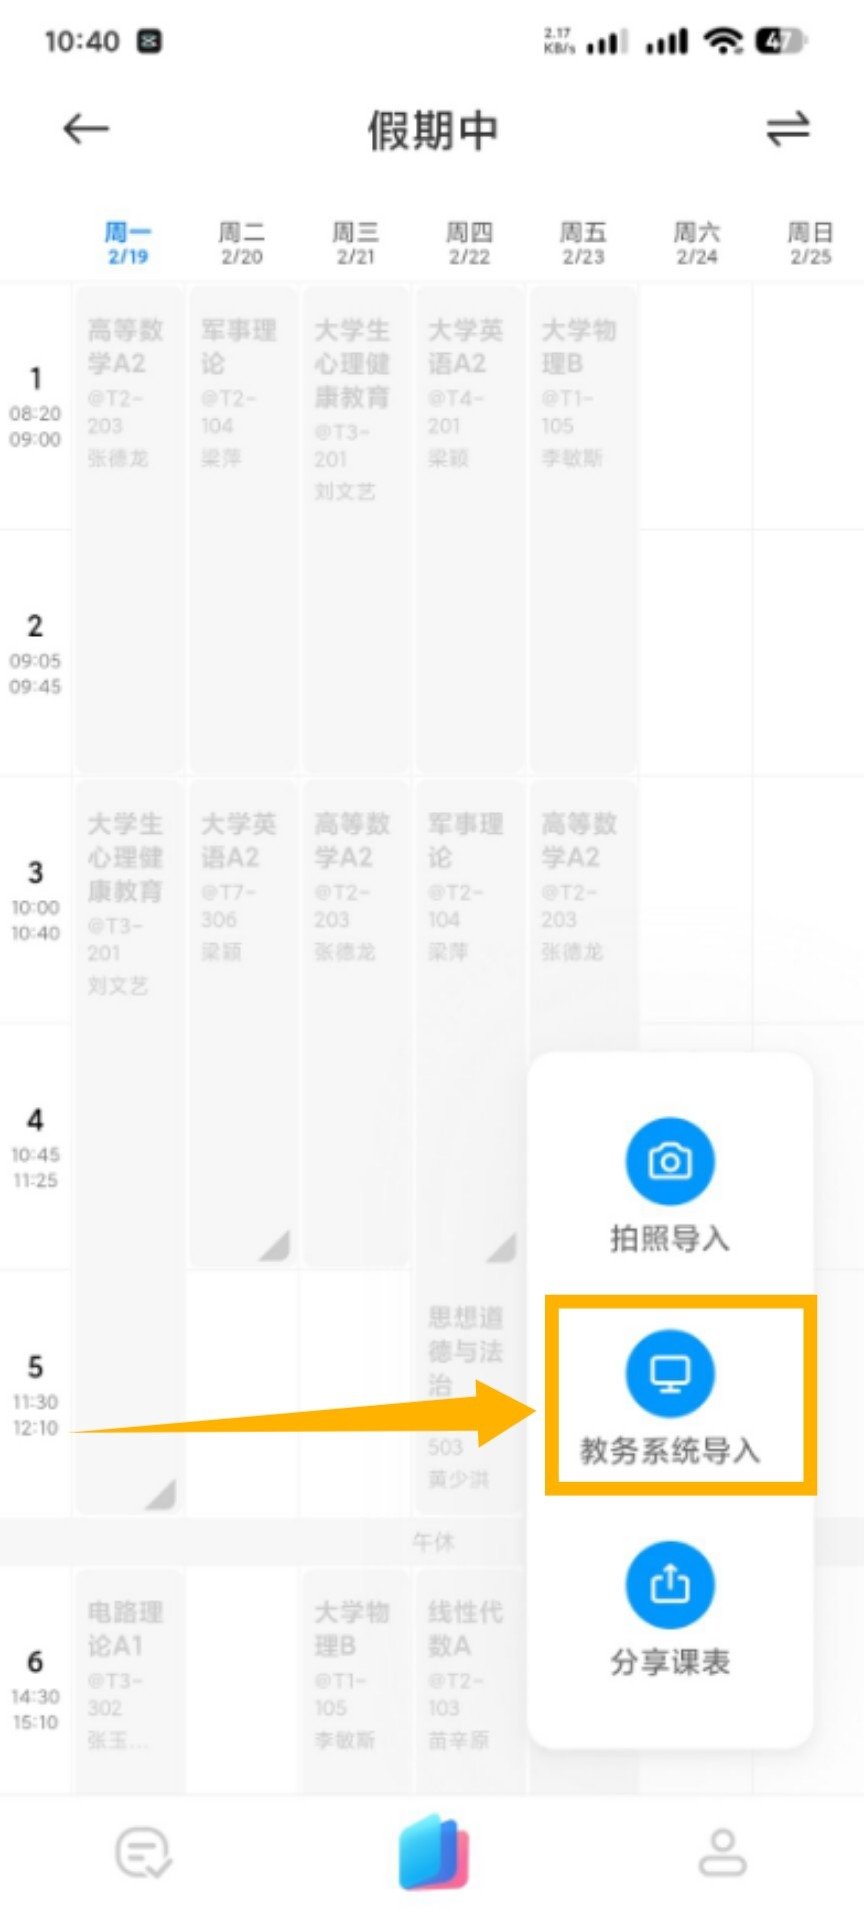 10:40
2.17
KB/s
47
假期中
周一 周二 周三 周四 周五 周六 周日
2/19 2/20 2/21 2/22 2/23 2/24 2/25
1
08:20
09:00
高等数
学A2
@T2-
203
张德龙
军事理
论
@T2-
104
梁萍
大学生
心理健
康教育
@T3-
201
刘文艺
大学英
语A2
@T4-
201
梁颖
大学物
理B
@T1-
105
李敏斯
2
09:05
09:45
3
10:00
10:40
大学生
心理健
康教育
@T3-
201
刘文艺
大学英
语A2
@T7-
306
梁颖
高等数
学A2
@T2-
203
张德龙
军事理
论
@T2-
104
梁萍
高等数
学A2
@T2-
203
张德龙
4
10:45
11:25
5
11:30
12:10
思想道
德与法
治
503
黄少洪
午休
6
14:30
15:10
电路理
论A1
@T3-
302
张玉...
大学物
理B
@T1-
105
李敏斯
线性代
数A
@T2-
103
苗辛原
拍照导入
教务系统导入
分享课表